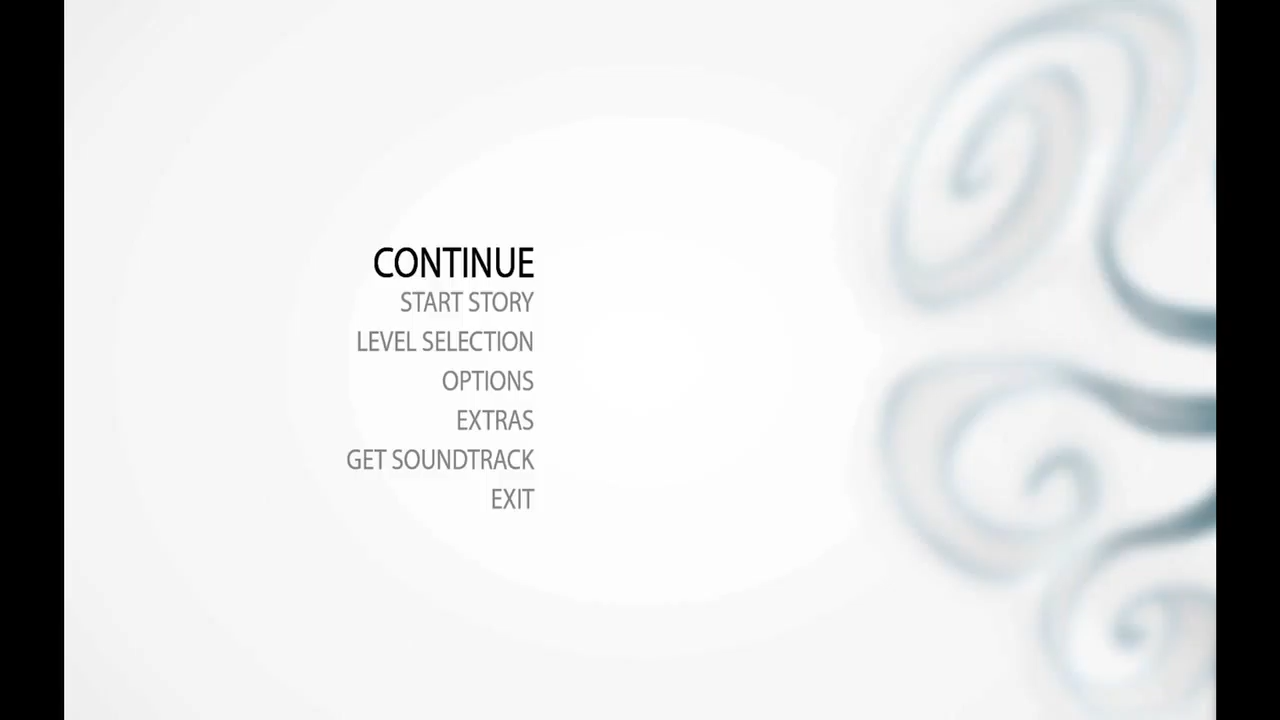 CONTINUE
START STORY
LEVEL SELECTION
OPTIONS
EXTRAS
GET SOUNDTRACK
EXIT